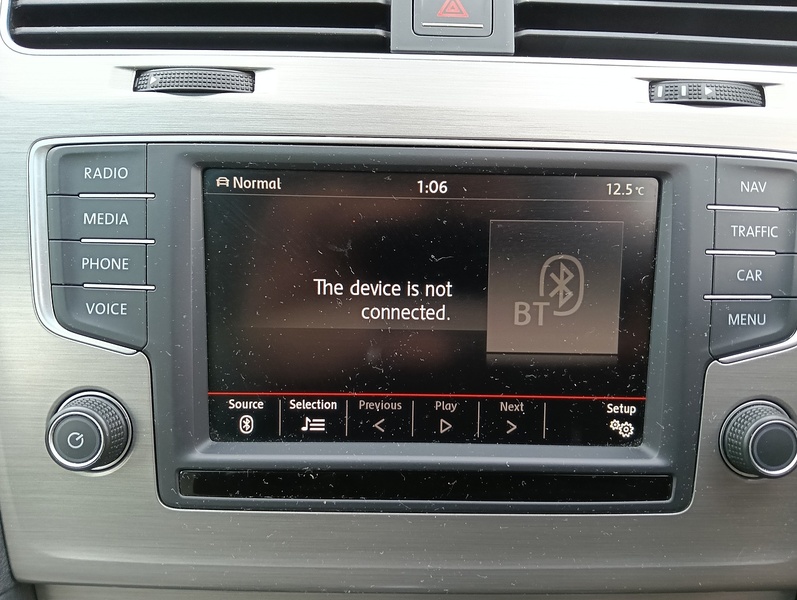 RADIO
MEDIA
PHONE
VOICE
Normal 1:06 12.5°C
The device is not
connected.
BT
Source Selection Previous Play Next Setup
NAV
TRAFFIC
CAR
MENU